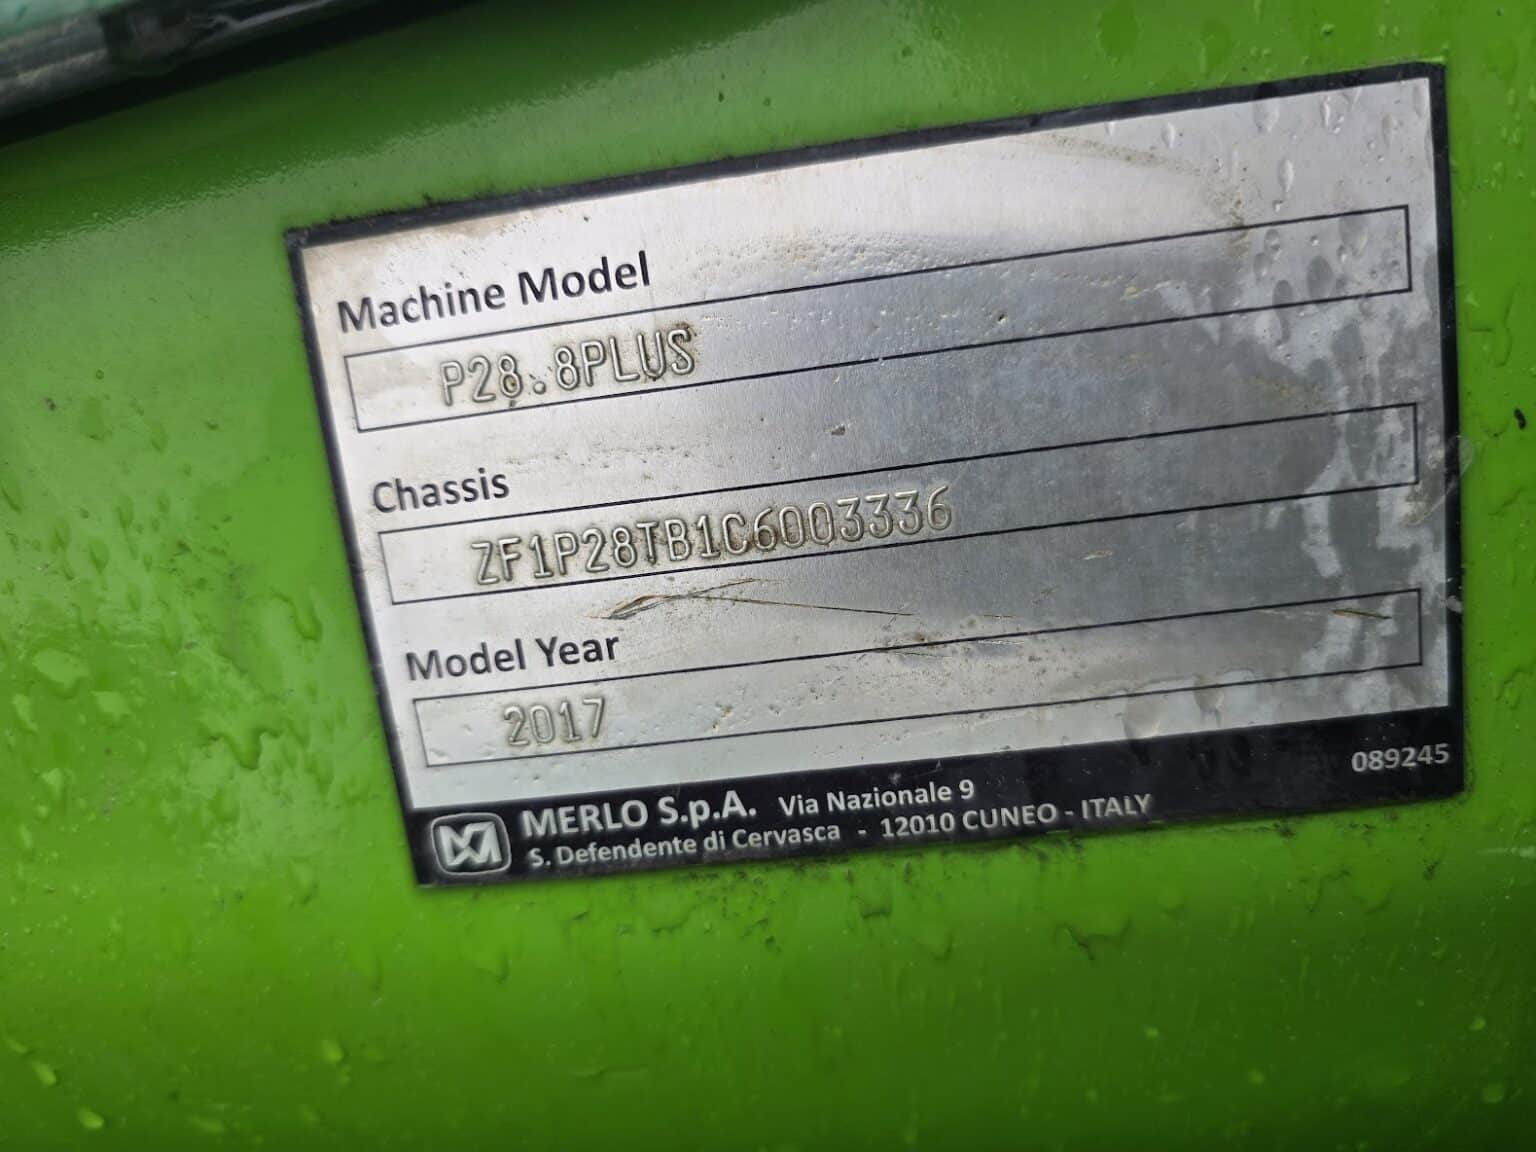 Machine Model
P28.8PLUS
Chassis
ZF1P28TB1C6003336
Model Year
2017
089245
MERLO S.p.A. Via Nazionale 9
S. Defendente di Cervasca - 12010 CUNEO - ITALY